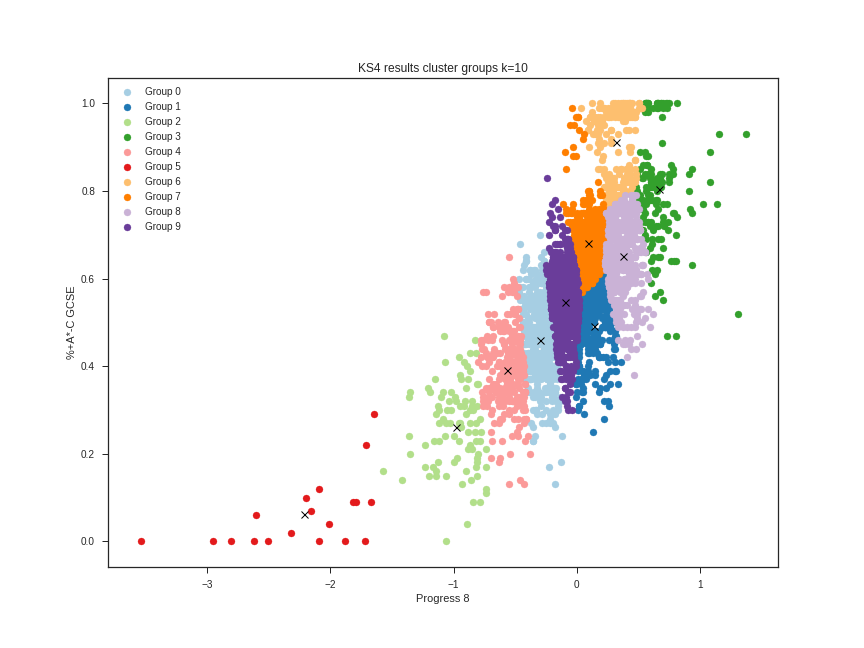 KS4 results cluster groups k=10
Group 0
Group 1
Group 2
Group 3
Group 4
Group 5
Group 6
Group 7
Group 8
Group 9
1.0
0.8
0.6
0.4
0.2
0.0
%+A*-C GCSE
−3 −2 −1 0 1
Progress 8